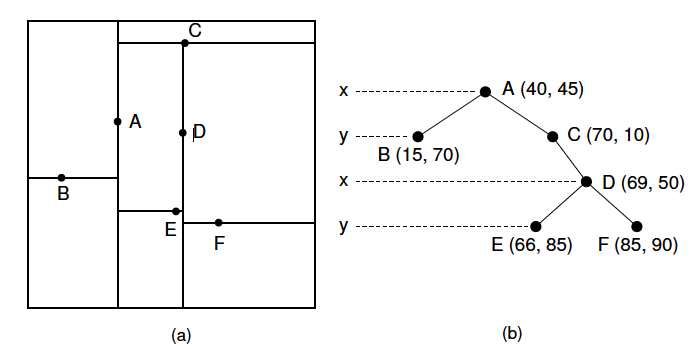 C
A
D
B
E
F
(a)
x
A (40, 45)
y
C (70, 10)
B (15, 70)
x
D (69, 50)
y
E (66, 85) F (85, 90)
(b)